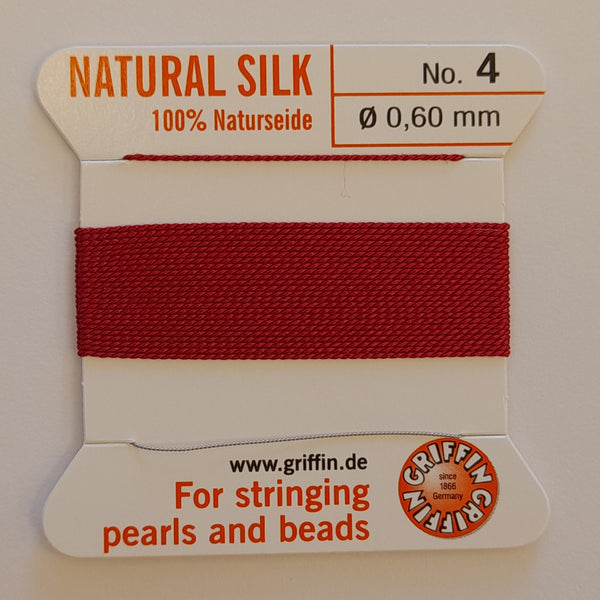 NATURAL SILK
100% Naturseide
No. 4
Ø 0,60 mm
www.griffin.de
For stringing
pearls and beads
GRIFFIN GRIFFIN
since
1866
Germany